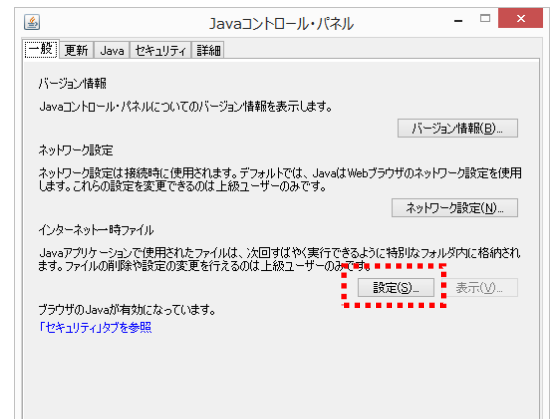 Javaコントロール・パネル
一般 更新 Java セキュリティ 詳細
バージョン情報
Javaコントロール・パネルについてのバージョン情報を表示します。
バージョン情報(B)...
ネットワーク設定
ネットワーク設定は接続時に使用されます。デフォルトでは、JavaはWebブラウザのネットワーク設定を使用
します。これらの設定を変更できるのは上級ユーザーのみです。
ネットワーク設定(N)...
インターネット一時ファイル
Javaアプリケーションで使用されたファイルは、次回すばやく実行できるように特別なフォルダ内に格納され
ます。ファイルの削除や設定の変更を行えるのは上級ユーザーのみです。
設定(S)... 表示(V)...
ブラウザのJavaが有効になっています。
「セキュリティ」タブを参照